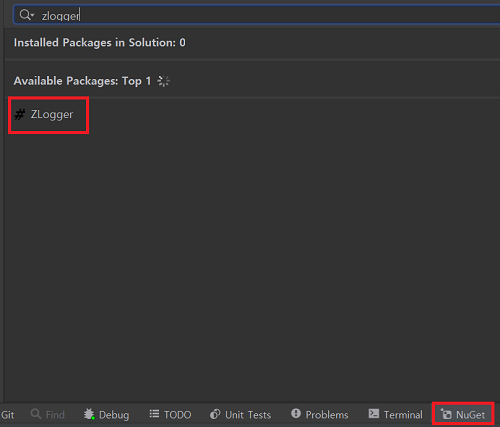 zlogger
Installed Packages in Solution: 0
Available Packages: Top 1
ZLogger
Git Find Debug TODO Unit Tests Problems Terminal NuGet